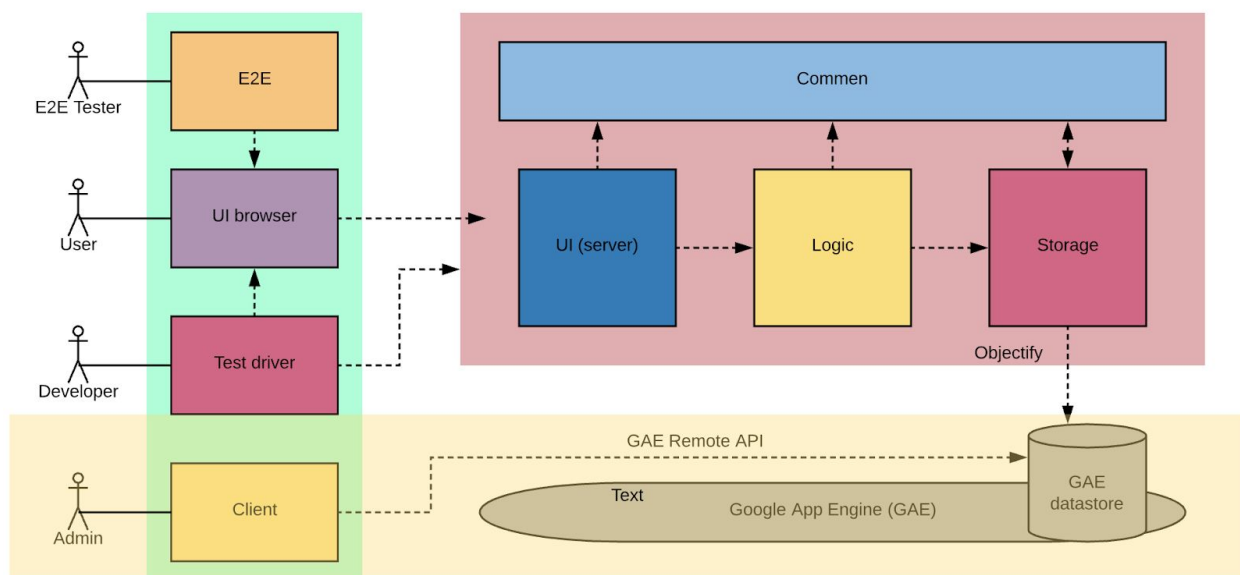 E2E
Commen
E2E Tester
UI browser
User
UI (server)
Logic
Storage
Test driver
Objectify
Developer
GAE Remote API
Text
GAE
datastore
Client
Google App Engine (GAE)
Admin